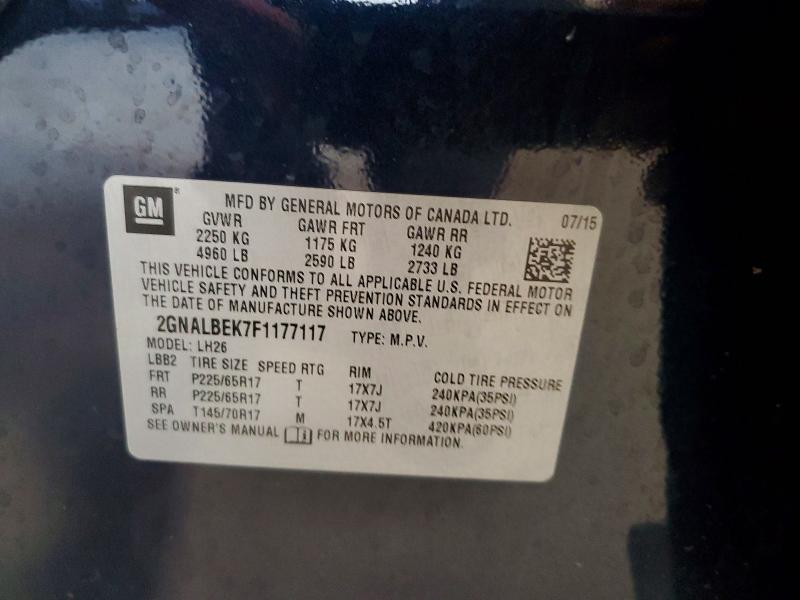 GM® MFD BY GENERAL MOTORS OF CANADA LTD. 07/15
GVWR GAWR FRT GAWR RR
2250 KG 1175 KG 1240 KG
4960 LB 2590 LB 2733 LB
THIS VEHICLE CONFORMS TO ALL APPLICABLE U.S. FEDERAL MOTOR
VEHICLE SAFETY AND THEFT PREVENTION STANDARDS IN EFFECT ON
THE DATE OF MANUFACTURE SHOWN ABOVE.
2GNALBEK7F1177117 TYPE: M.P.V.
MODEL: LH26
LBB2 TIRE SIZE SPEED RTG RIM COLD TIRE PRESSURE
FRT P225/65R17 T 17X7J 240KPA(35PSI)
RR P225/65R17 T 17X7J 240KPA(35PSI)
SPA T145/70R17 M 17X4.5T 420KPA(60PSI)
SEE OWNER'S MANUAL FOR MORE INFORMATION.